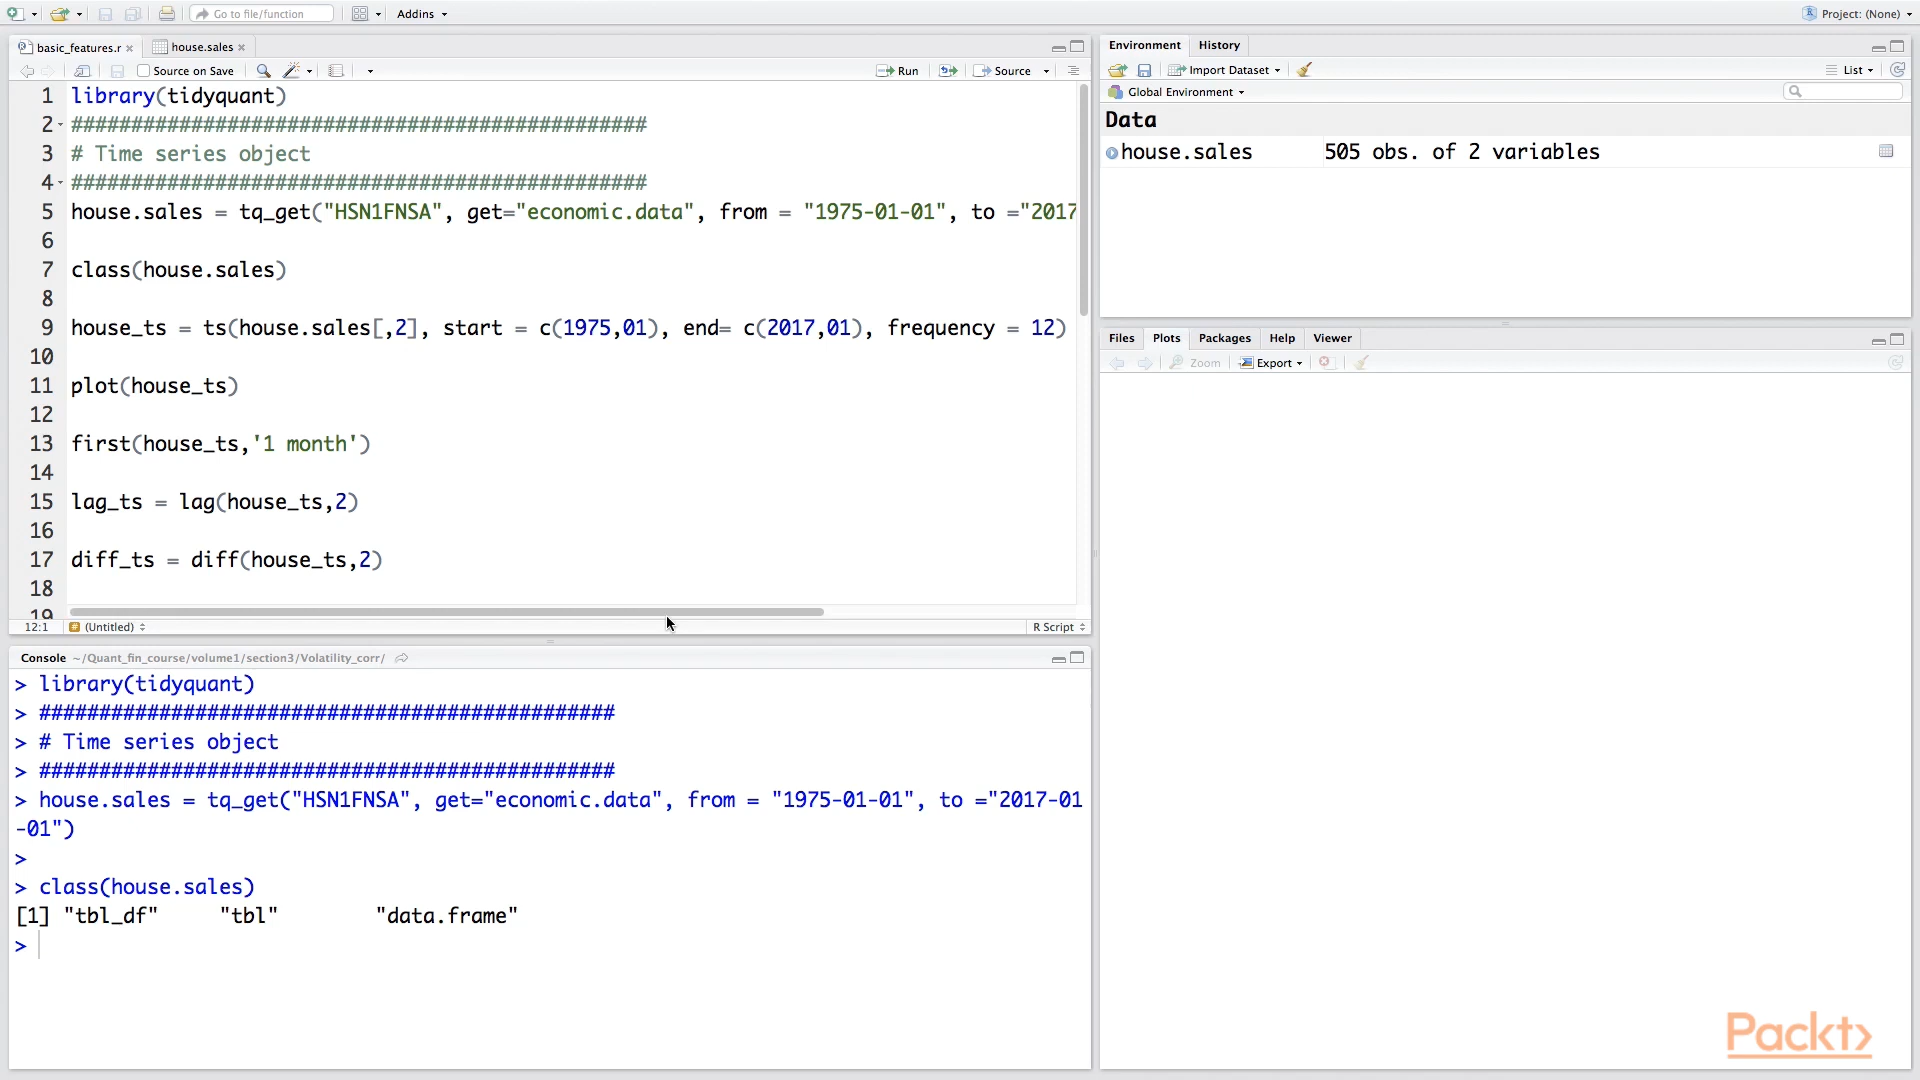 Go to file/function
Addins
Project: (None)
basic_features.r
house.sales
Source on Save
Run
Source
1 library(tidyquant)
2 ################################################
3 # Time series object
4 ################################################
5 house.sales = tq_get("HSN1FNSA", get="economic.data", from = "1975-01-01", to ="2017
6
7 class(house.sales)
8
9 house_ts = ts(house.sales[,2], start = c(1975,01), end= c(2017,01), frequency = 12)
10
11 plot(house_ts)
12
13 first(house_ts,'1 month')
14
15 lag_ts = lag(house_ts,2)
16
17 diff_ts = diff(house_ts,2)
18
19
12:1
(Untitled)
R Script
Console ~/Quant_fin_course/volume1/section3/Volatility_corr/
> library(tidyquant)
> ################################################
> # Time series object
> ################################################
> house.sales = tq_get("HSN1FNSA", get="economic.data", from = "1975-01-01", to ="2017-01
-01")
>
> class(house.sales)
[1] "tbl_df" "tbl" "data.frame"
>
Environment History
Import Dataset
List
Global Environment
Data
house.sales 505 obs. of 2 variables
Files Plots Packages Help Viewer
Zoom Export
Packt>